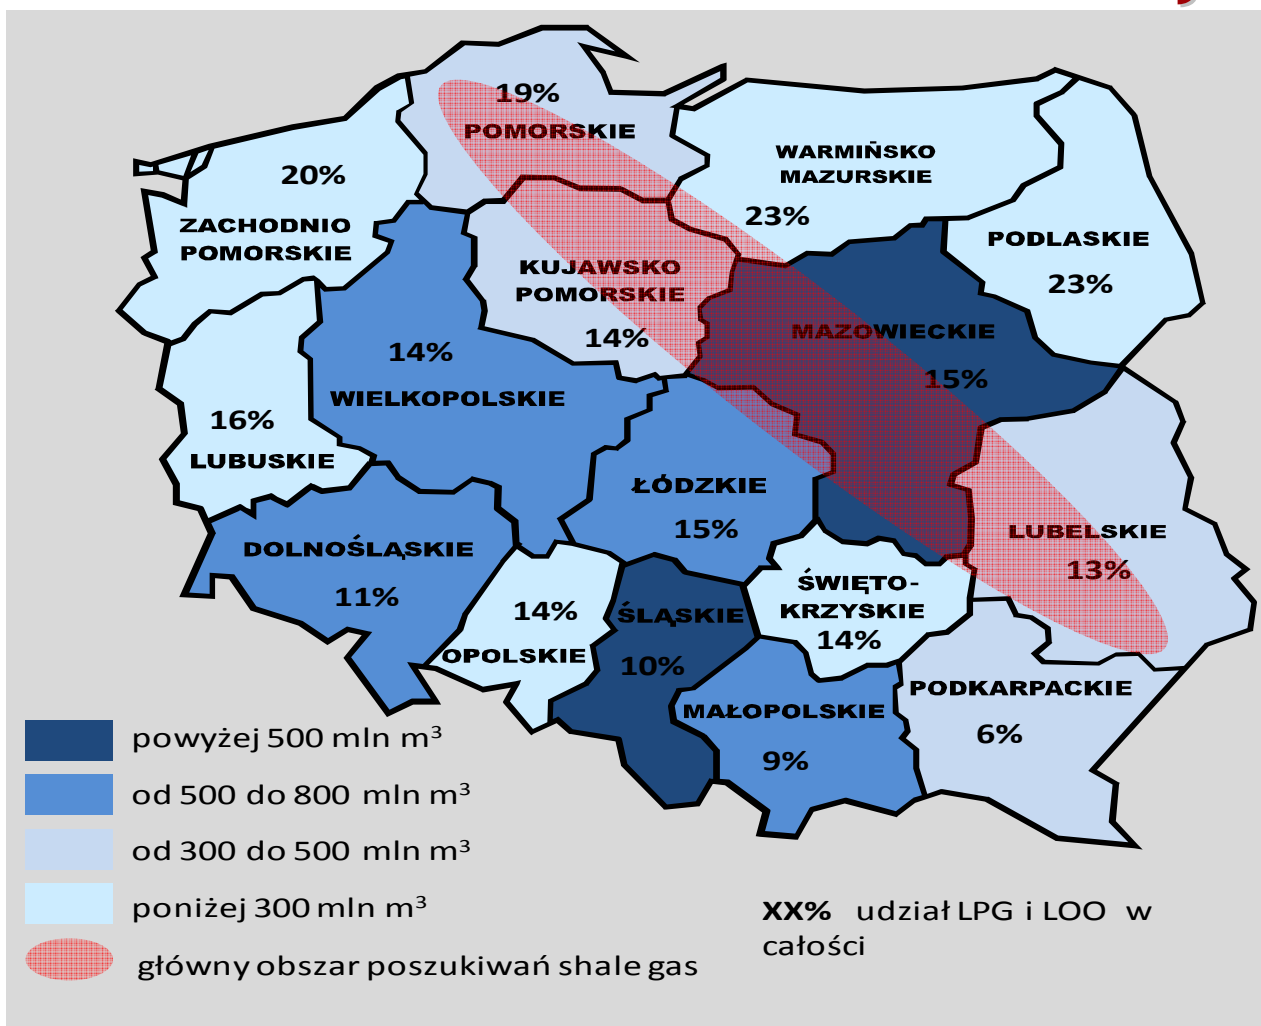 19%
POMORSKIE
WARMIŃSKO
MAZURSKIE
23%
20%
ZACHODNIO
POMORSKIE
PODLASKIE
23%
KUJAWSKO
POMORSKIE
14%
MAZOWIECKIE
15%
14%
WIELKOPOLSKIE
16%
LUBUSKIE
ŁÓDZKIE
15%
LUBELSKIE
13%
DOLNOŚLĄSKIE
11%
14%
OPOLSKIE
ŚLĄSKIE
10%
ŚWIĘTO-
KRZYSKIE
14%
MAŁOPOLSKIE
9%
PODKARPACKIE
6%
powyżej 500 mln m³
od 500 do 800 mln m³
od 300 do 500 mln m³
poniżej 300 mln m³
główny obszar poszukiwań shale gas
XX% udział LPG i LOO w
całości